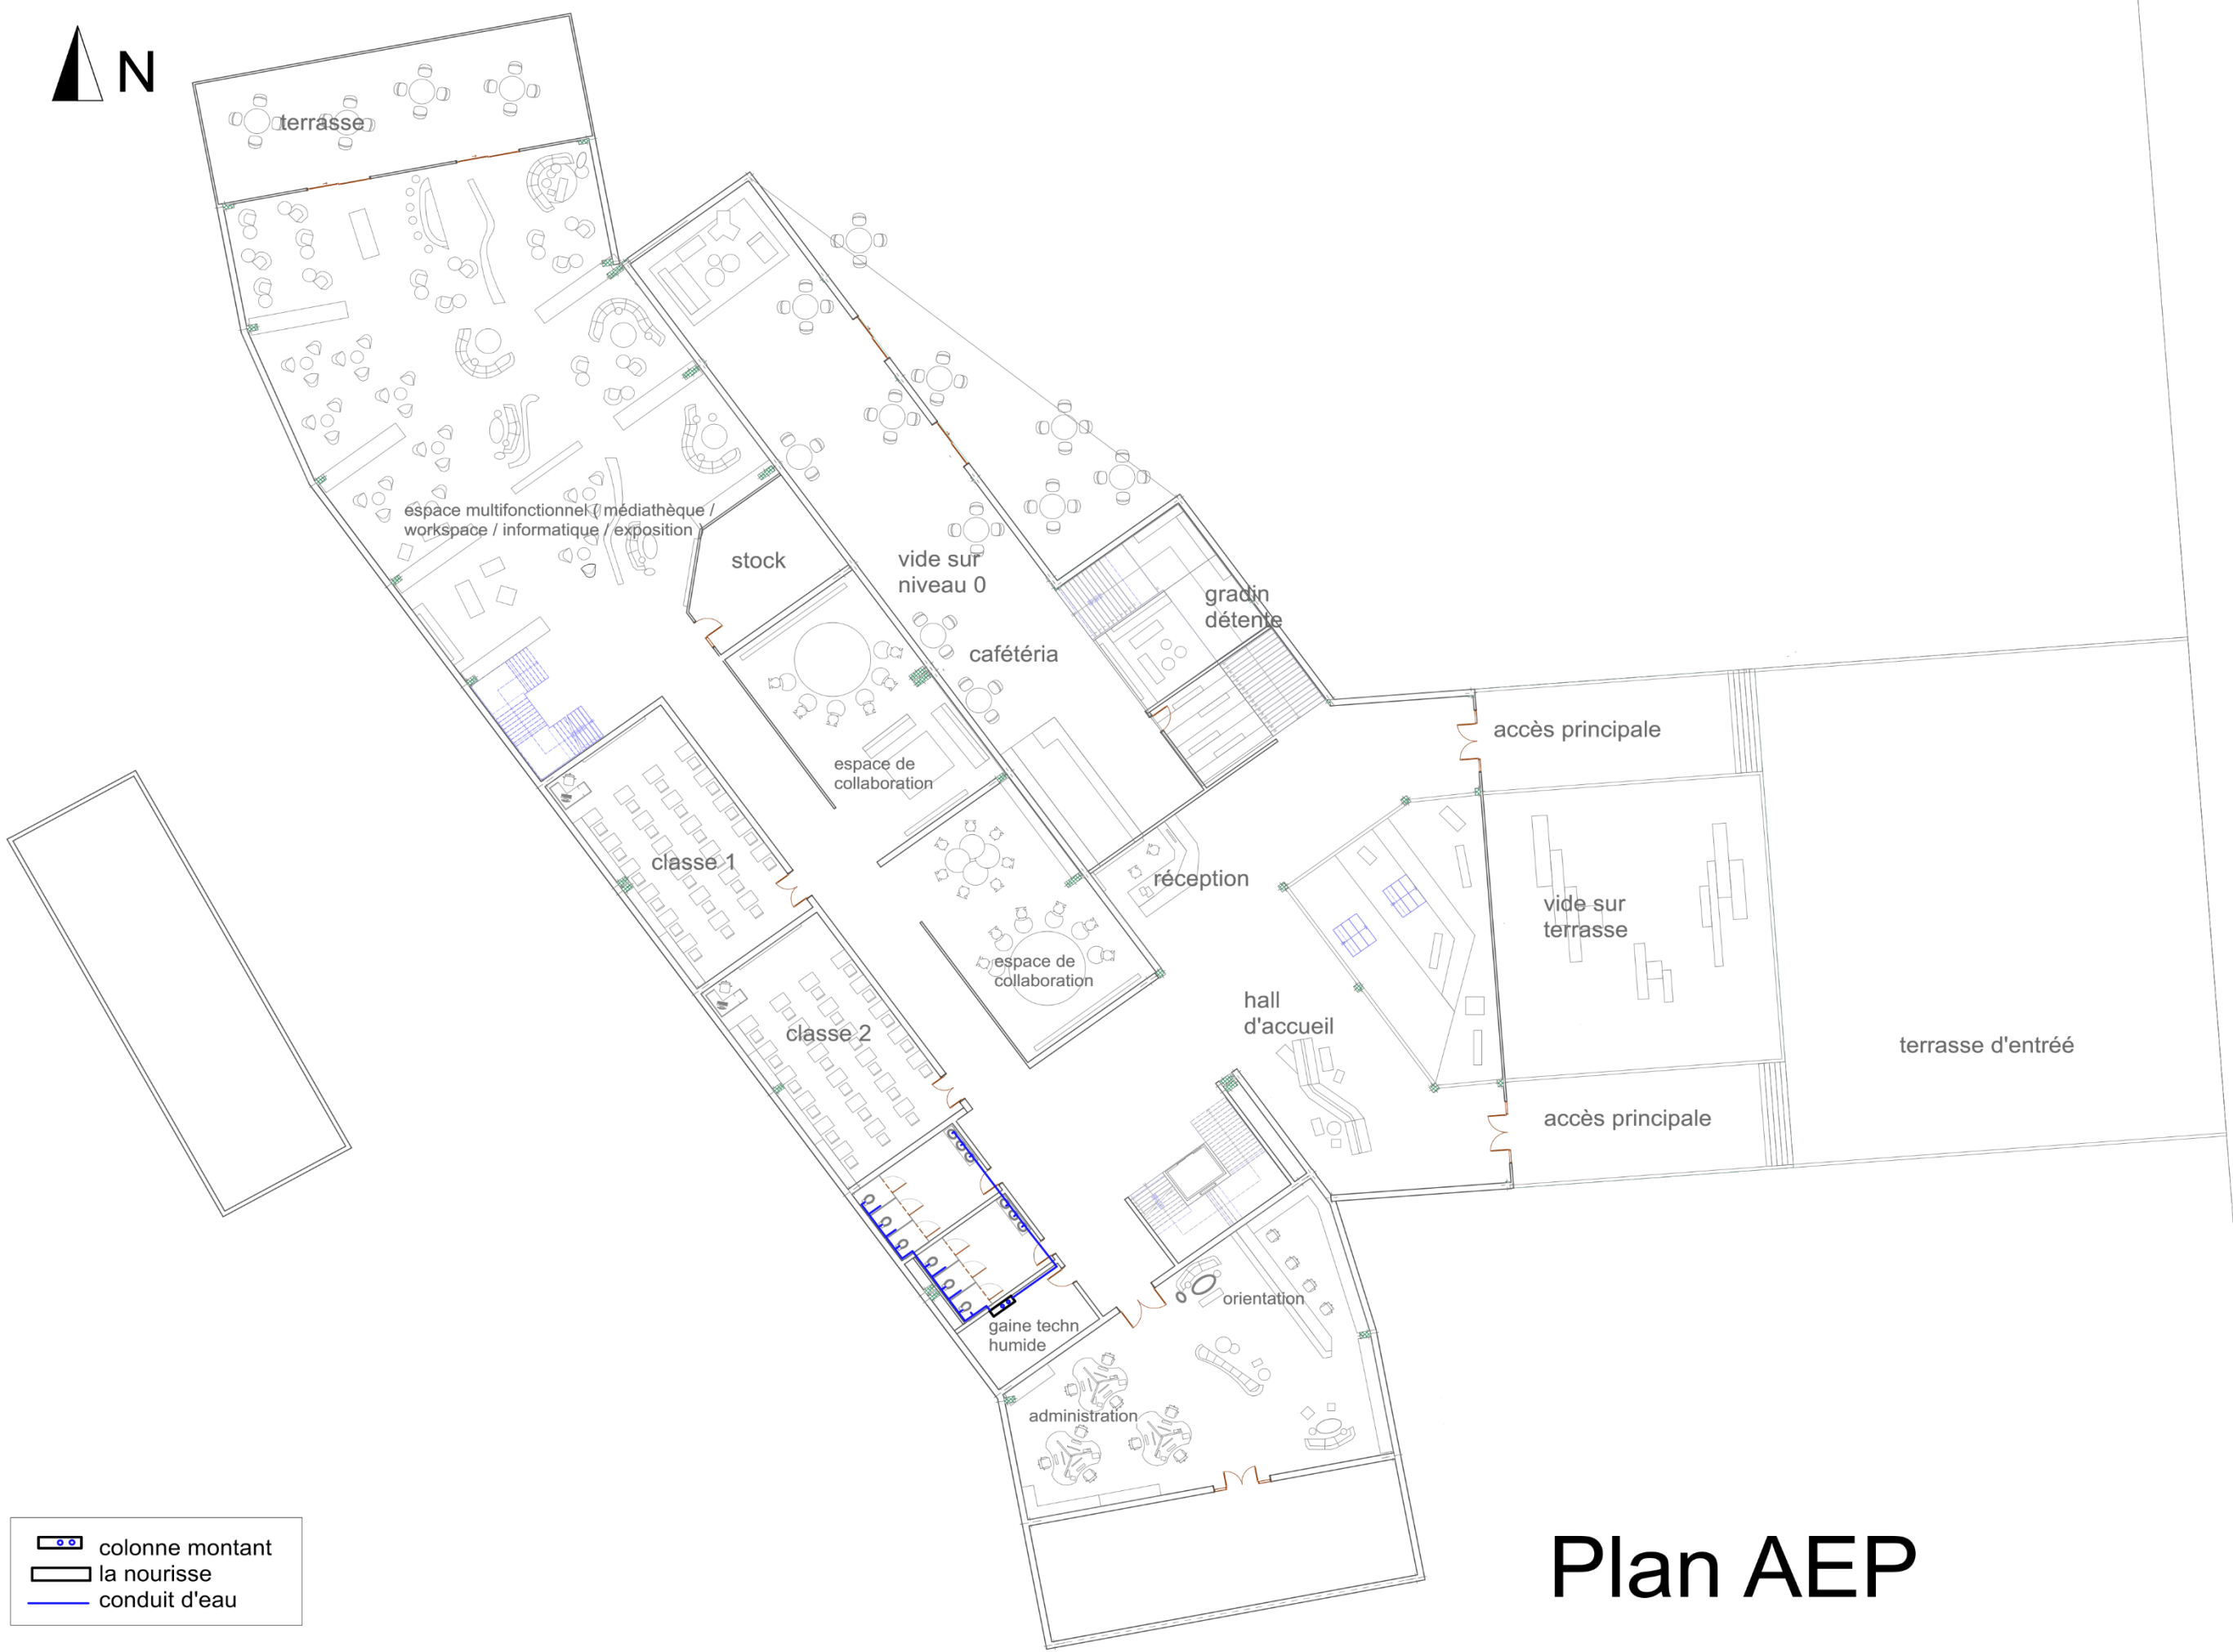 N
terrasse
espace multifonctionnel ( médiathèque /
workspace / informatique / exposition
stock
vide sur
niveau 0
gradin
détente
cafétéria
accès principale
espace de
collaboration
classe 1
réception
vide sur
terrasse
espace de
collaboration
hall
d'accueil
classe 2
terrasse d'entréé
accès principale
orientation
gaine techn
humide
administration
colonne montant
la nourisse
conduit d'eau
Plan AEP